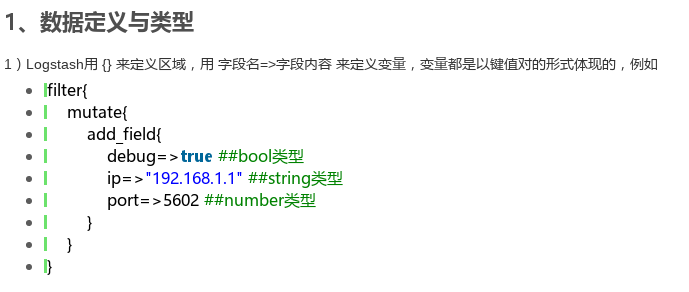 1、数据定义与类型
1）Logstash用 {} 来定义区域，用 字段名=>字段内容 来定义变量，变量都是以键值对的形式体现的，例如
filter{
mutate{
add_field{
debug=>true ##bool类型
ip=>"192.168.1.1" ##string类型
port=>5602 ##number类型
}
}
}